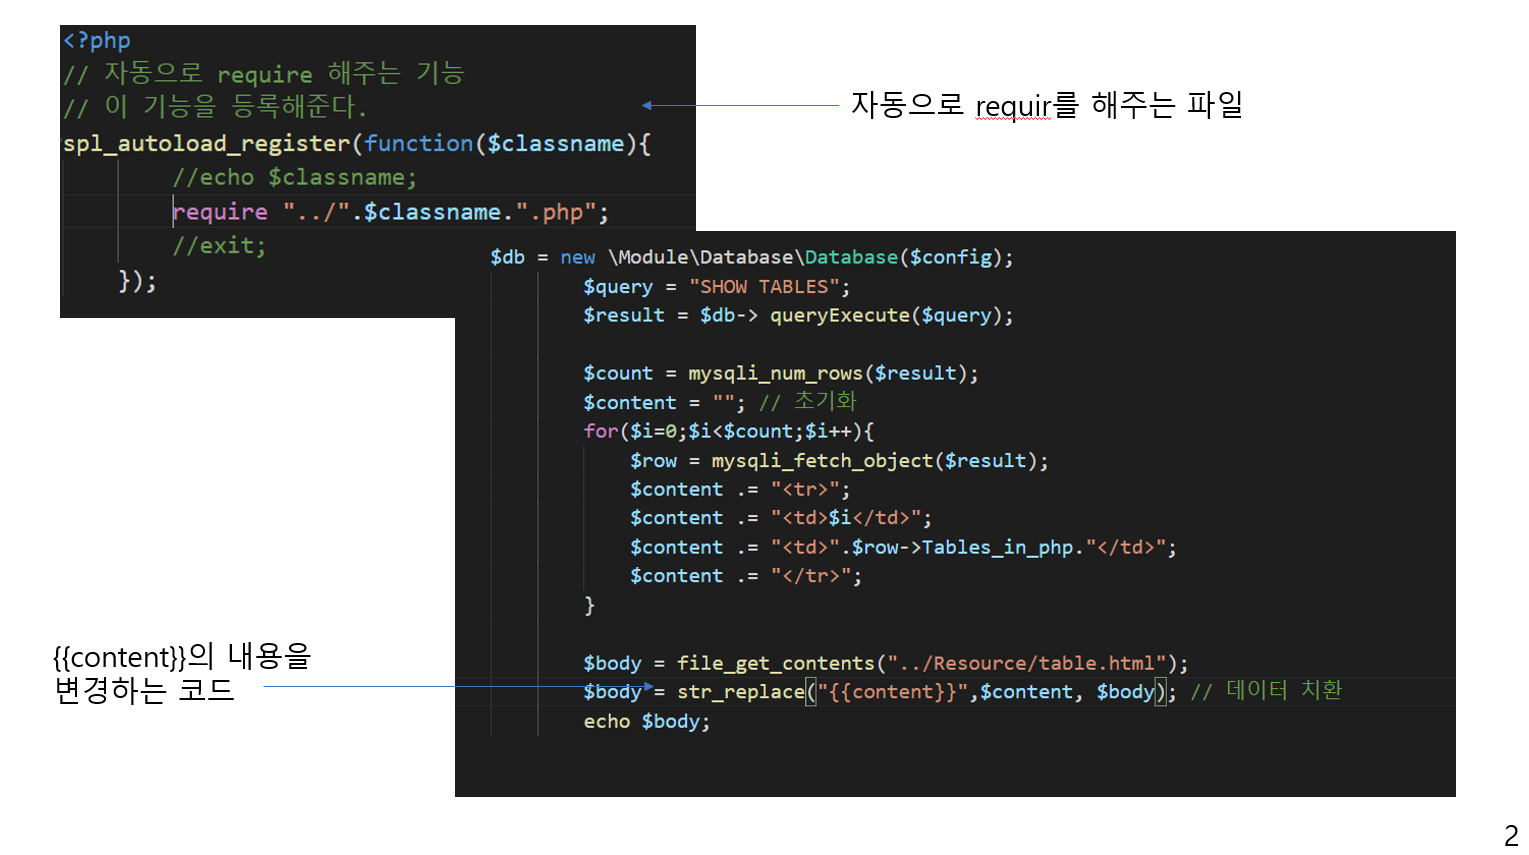 <?php
// 자동으로 require 해주는 기능
// 이 기능을 등록해준다.
spl_autoload_register(function($classname){
//echo $classname;
require "../".$classname.".php";
//exit;
});
자동으로 requir를 해주는 파일
$db = new \Module\Database\Database($config);
$query = "SHOW TABLES";
$result = $db-> queryExecute($query);
$count = mysqli_num_rows($result);
$content = ""; // 초기화
for($i=0;$i<$count;$i++){
$row = mysqli_fetch_object($result);
$content .= "<tr>";
$content .= "<td>$i</td>";
$content .= "<td>".$row->Tables_in_php."</td>";
$content .= "</tr>";
}
{{content}}의 내용을
변경하는 코드
$body = file_get_contents("../Resource/table.html");
$body = str_replace("{{content}}",$content, $body); // 데이터 치환
echo $body;
2